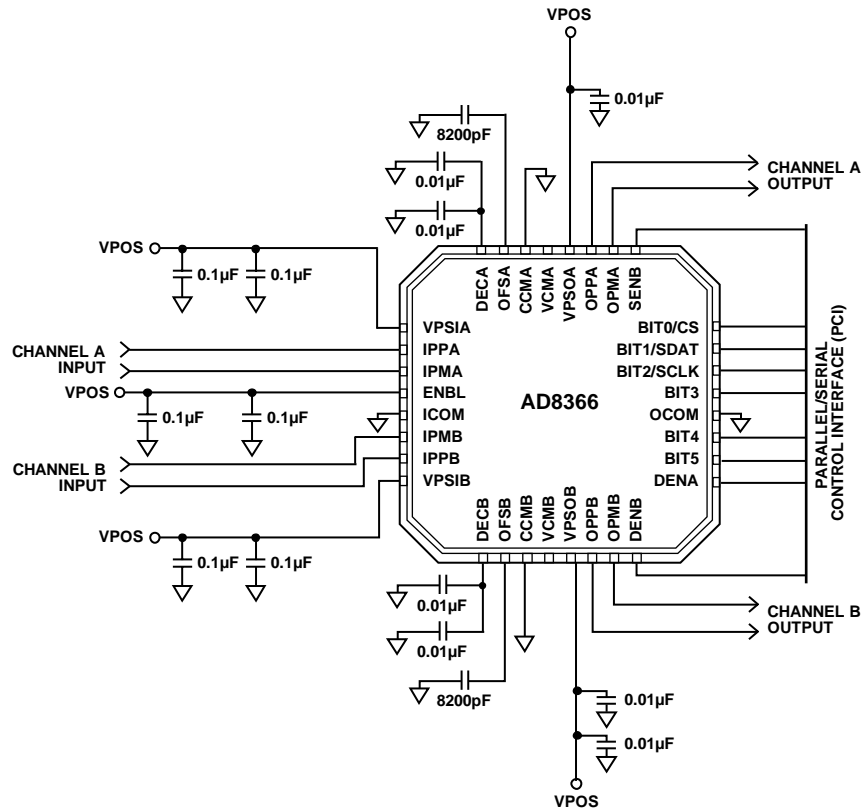 VPOS
0.01µF
8200pF
0.01µF
0.01µF
CHANNEL A
OUTPUT
VPOS
0.1µF
0.1µF
DECA
OFSA
CCMA
VCMA
VPSOA
OPPA
OPMA
SENB
CHANNEL A
INPUT
VPOS
0.1µF
0.1µF
CHANNEL B
INPUT
VPSIA
IPPA
IPMA
ENBL
ICOM
IPMB
IPPB
VPSIB
AD8366
BIT0/CS
BIT1/SDAT
BIT2/SCLK
BIT3
OCOM
BIT4
BIT5
DENA
PARALLEL/SERIAL
CONTROL INTERFACE (PCI)
VPOS
0.1µF
0.1µF
DECB
OFSB
CCMB
VCMB
VPSOB
OPPB
OPMB
DENB
0.01µF
0.01µF
8200pF
CHANNEL B
OUTPUT
0.01µF
0.01µF
VPOS